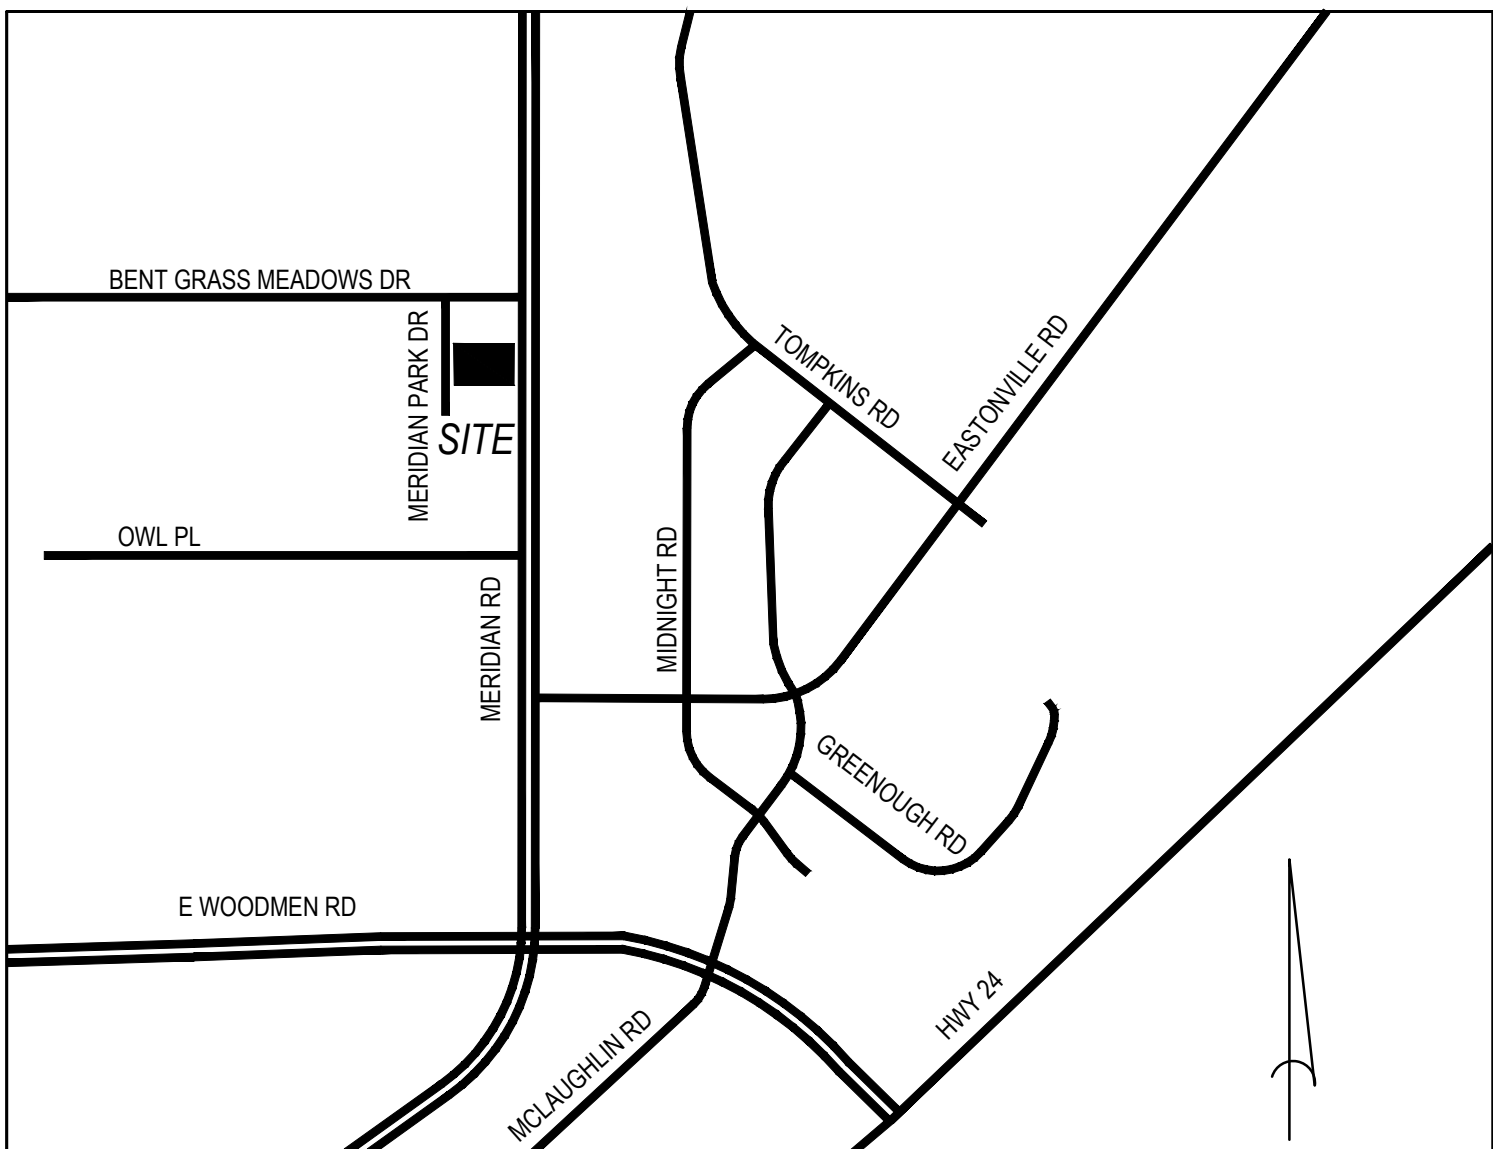 BENT GRASS MEADOWS DR
MERIDIAN PARK DR
SITE
TOMPKINS RD
EASTONVILLE RD
OWL PL
MERIDIAN RD
MIDNIGHT RD
GREENOUGH RD
E WOODMEN RD
HWY 24
MCLAUGHLIN RD